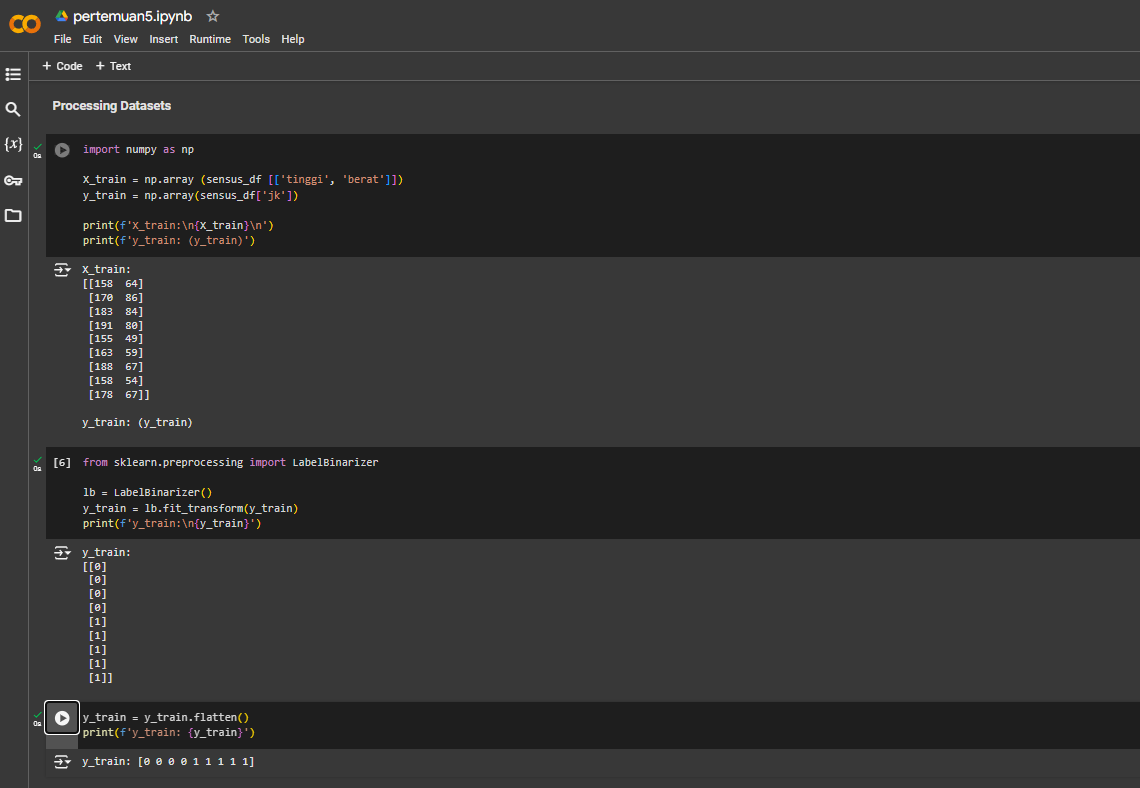 pertemuan5.ipynb
File Edit View Insert Runtime Tools Help
+ Code + Text
Processing Datasets
0s
import numpy as np
X_train = np.array (sensus_df [['tinggi', 'berat']])
y_train = np.array(sensus_df['jk'])
print(f'X_train:\n{X_train}\n')
print(f'y_train: (y_train)')
X_train:
[[158  64]
 [170  86]
 [183  84]
 [191  80]
 [155  49]
 [163  59]
 [188  67]
 [158  54]
 [178  67]]
y_train: (y_train)
0s
[6] from sklearn.preprocessing import LabelBinarizer
lb = LabelBinarizer()
y_train = lb.fit_transform(y_train)
print(f'y_train:\n{y_train}')
y_train:
[[0]
 [0]
 [0]
 [0]
 [1]
 [1]
 [1]
 [1]
 [1]]
0s
y_train = y_train.flatten()
print(f'y_train: {y_train}')
y_train: [0 0 0 0 1 1 1 1 1]
{x}